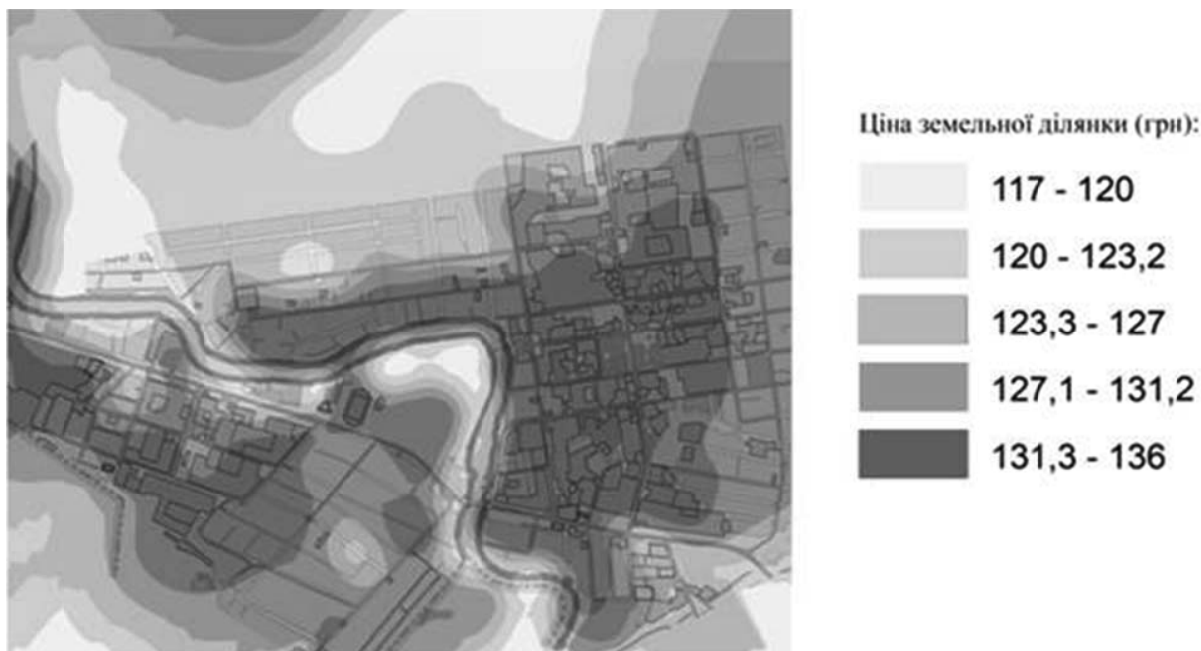 Ціна земельної ділянки (грн):
117 - 120
120 - 123,2
123,3 - 127
127,1 - 131,2
131,3 - 136